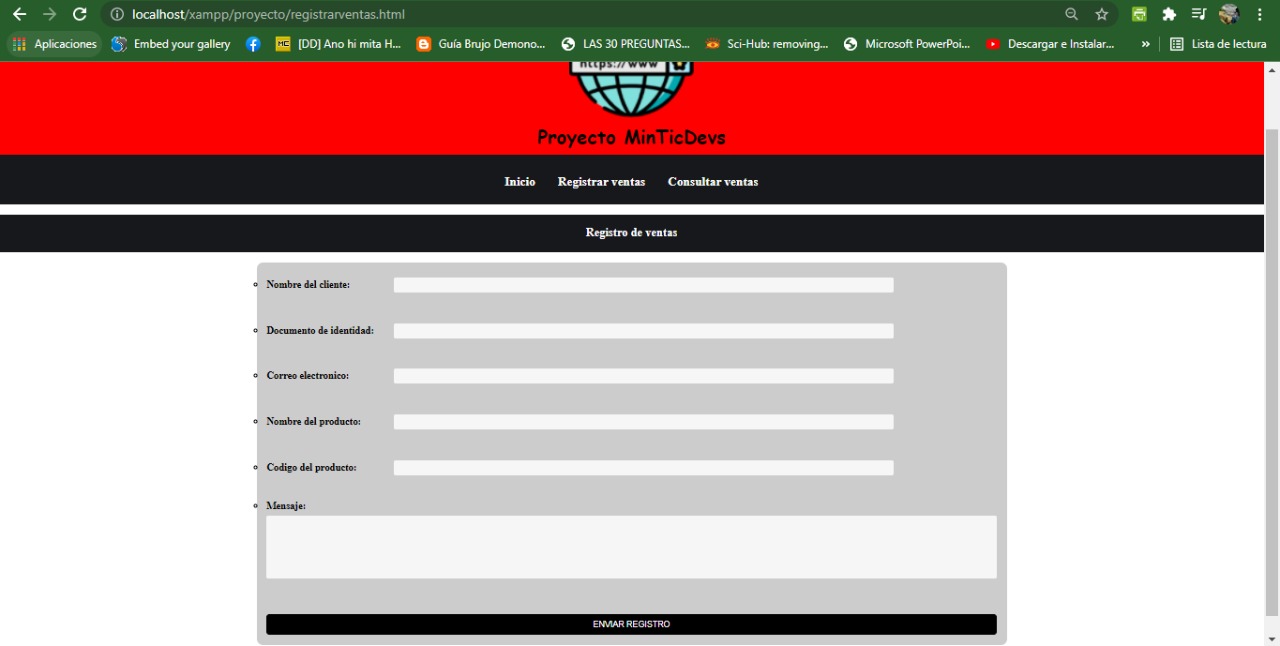 localhost/xampp/proyecto/registrarventas.html
Aplicaciones Embed your gallery [DD] Ano hi mita H... Guía Brujo Demono... LAS 30 PREGUNTAS... Sci-Hub: removing... Microsoft PowerPoi... Descargar e Instalar... » Lista de lectura
https://www
Proyecto MinTicDevs
Inicio Registrar ventas Consultar ventas
Registro de ventas
Nombre del cliente:
Documento de identidad:
Correo electronico:
Nombre del producto:
Codigo del producto:
Mensaje:
ENVIAR REGISTRO